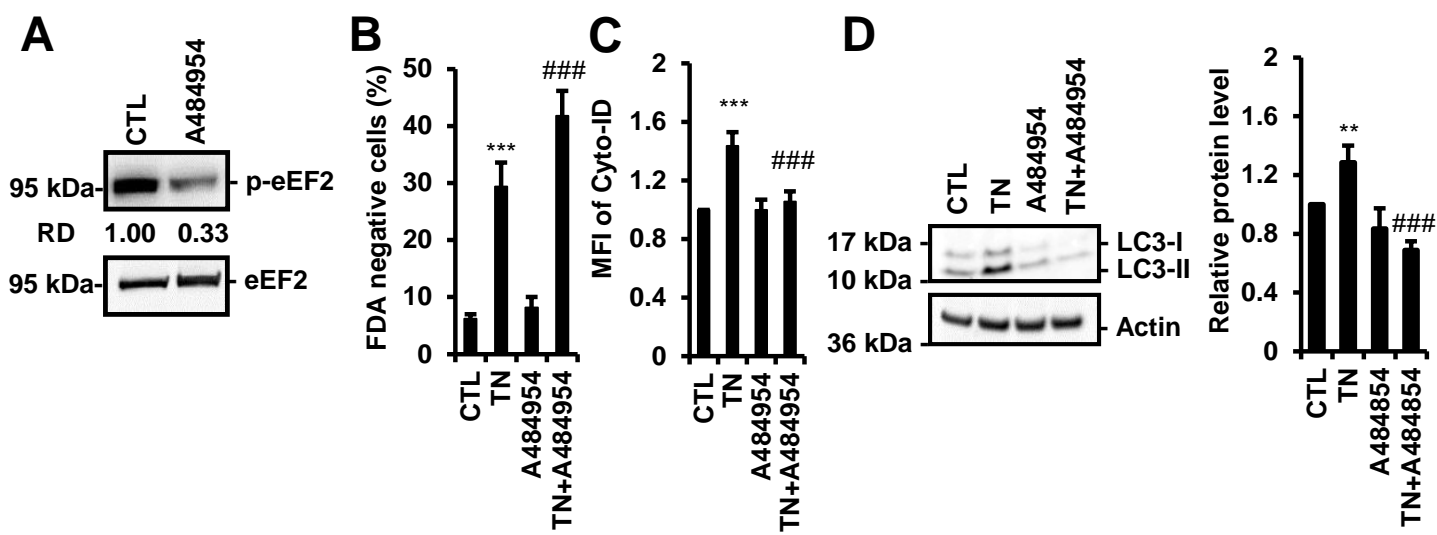 A
CTL
A484954
95 kDa-
- p-eEF2
RD 1.00 0.33
95 kDa-
- eEF2
B
FDA negative cells (%)
50
40
30
20
10
0
***
###
CTL
TN
A484954
TN+A484954
C
MFI of Cyto-ID
2
1.6
1.2
0.8
0.4
0
***
###
CTL
TN
A484954
TN+A484954
D
CTL
TN
A484954
TN+A484954
17 kDa
10 kDa
- LC3-I
- LC3-II
36 kDa
- Actin
Relative protein level
2
1.6
1.2
0.8
0.4
0
**
###
CTL
TN
A484854
TN+A484854